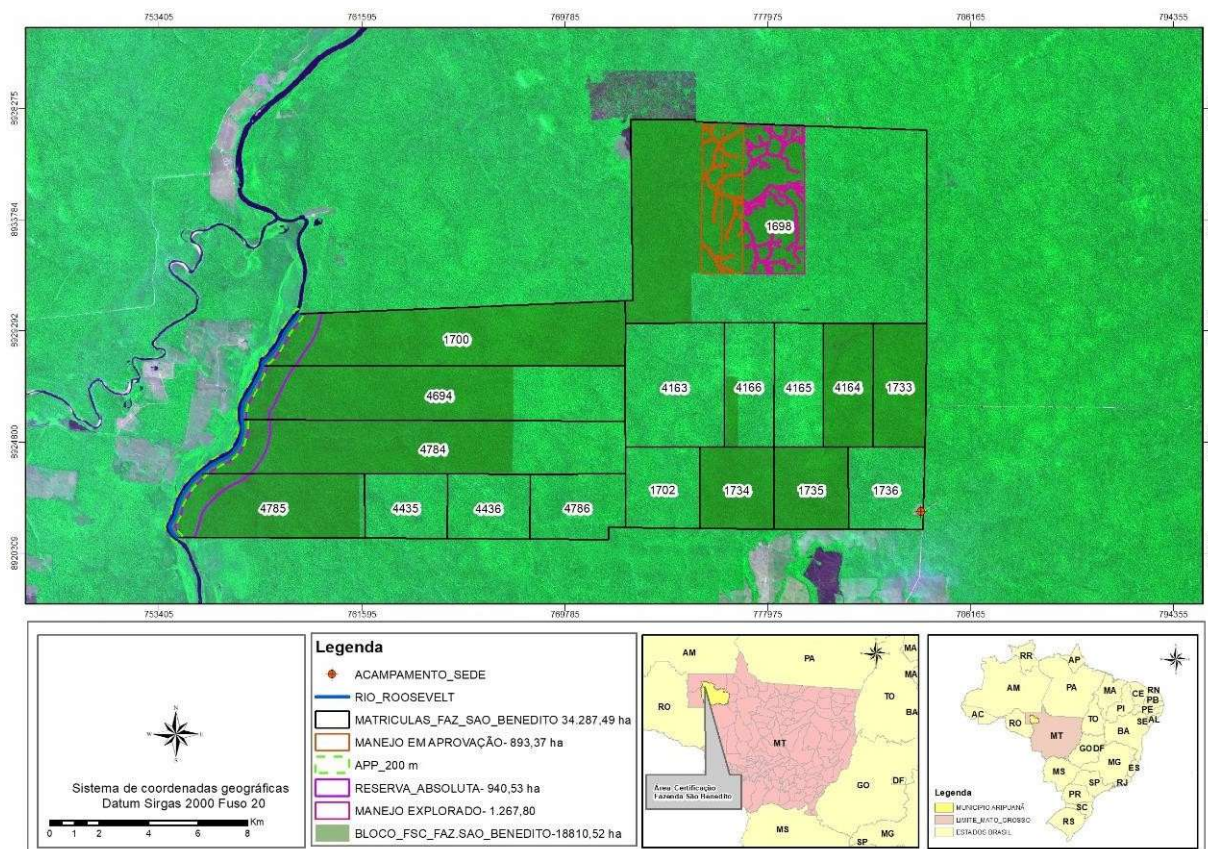 753405 761595 769785 777975 786165 794355
8928275
8933784
8929292
8924800
8920309
1698
1700
4163 4166 4165 4164 1733
4694
4784
4785 4435 4436 4786
1702 1734 1735 1736
753405 761595 769785 777975 786165 794355
N
W E
S
Sistema de coordenadas geográficas
Datum Sirgas 2000 Fuso 20
0 1 2 4 6 8
Km
Legenda
ACAMPAMENTO_SEDE
RIO_ROOSEVELT
MATRICULAS_FAZ_SAO_BENEDITO 34.287,49 ha
MANEJO EM APROVAÇÃO- 893,37 ha
APP_200 m
RESERVA_ABSOLUTA- 940,53 ha
MANEJO EXPLORADO- 1.267,80
BLOCO_FSC_FAZ.SAO_BENEDITO-18810,52 ha
AM PA MA
MA
RO TO
BA
MT
GO DF
MS MG
SP
Área Certificação
Fazenda São Benedito
RR AP
AM PA MA CE RN
PB
PI PE
AC RO TO AL
SE
MT BA
GO DF
MG
MS ES
SP RJ
PR
SC
RS
Legenda
MUNICIPIO ARIPUANÃ
LIMITE_MATO_GROSSO
ESTADOS BRASIL